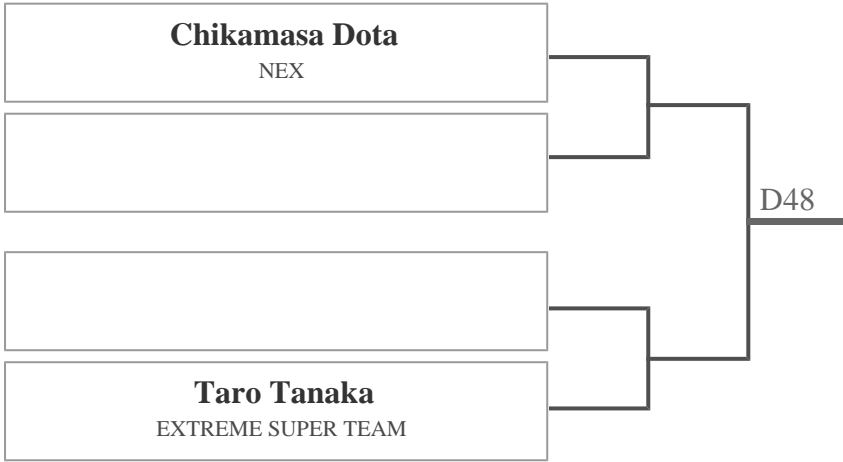 Chikamasa Dota
NEX
D48
Taro Tanaka
EXTREME SUPER TEAM